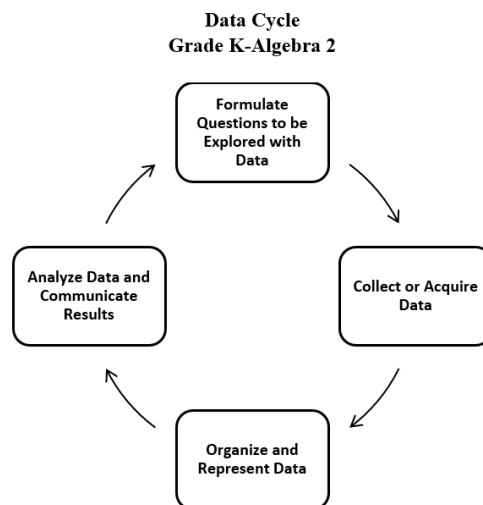 Data Cycle
Grade K-Algebra 2
Formulate
Questions to be
Explored with
Data
Collect or Acquire
Data
Organize and
Represent Data
Analyze Data and
Communicate
Results